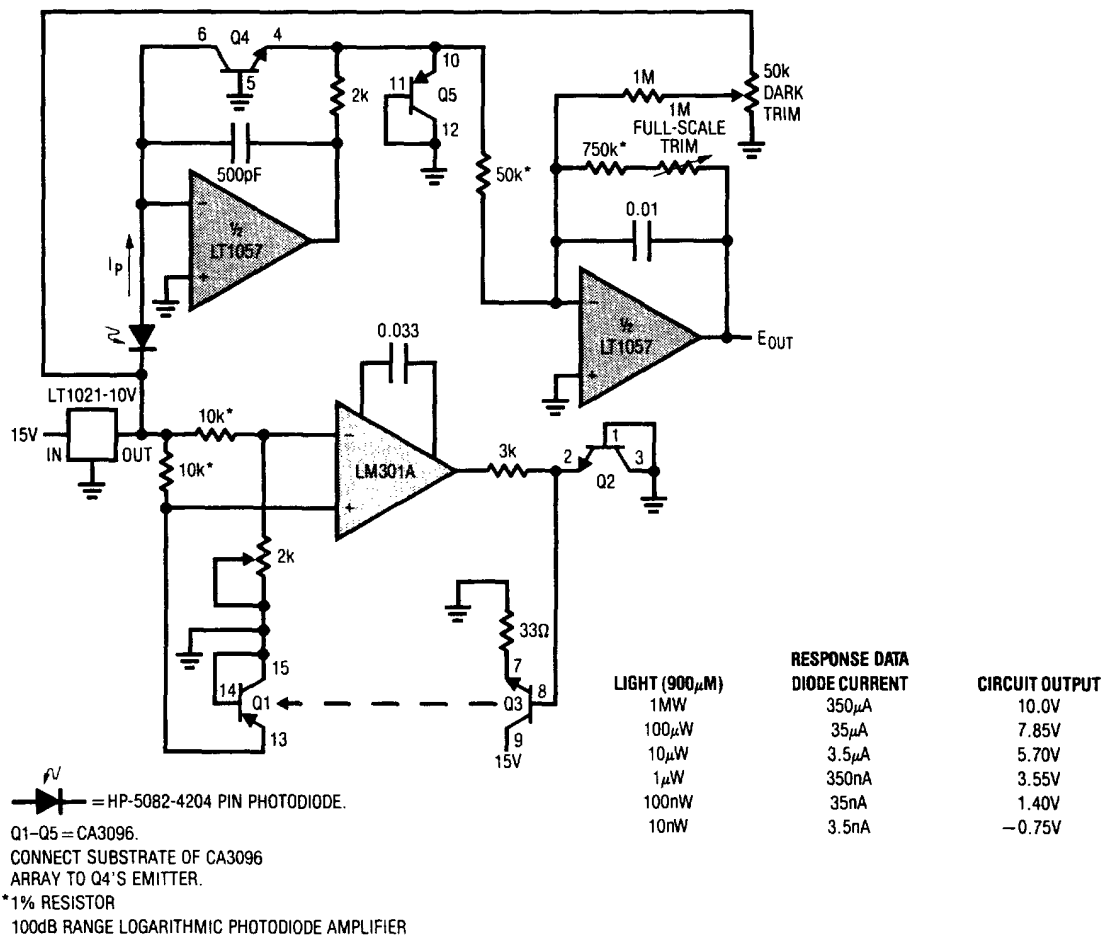 6 Q4 4
5
2k
500pF
10
11 Q5
12
50k*
1M
50k
DARK
TRIM
1M
FULL-SCALE
TRIM
750k*
0.01
−
½
LT1057
+
IP
−
½
LT1057
+
EOUT
LT1021-10V
15V
IN OUT
10k*
10k*
0.033
−
LM301A
+
3k
2 1 3
Q2
2k
33Ω
15
14 Q1
13
7
Q3 8
9
15V
RESPONSE DATA
LIGHT (900µM) DIODE CURRENT CIRCUIT OUTPUT
1MW 350µA 10.0V
100µW 35µA 7.85V
10µW 3.5µA 5.70V
1µW 350nA 3.55V
100nW 35nA 1.40V
10nW 3.5nA −0.75V
= HP-5082-4204 PIN PHOTODIODE.
Q1–Q5 = CA3096.
CONNECT SUBSTRATE OF CA3096
ARRAY TO Q4'S EMITTER.
*1% RESISTOR
100dB RANGE LOGARITHMIC PHOTODIODE AMPLIFIER